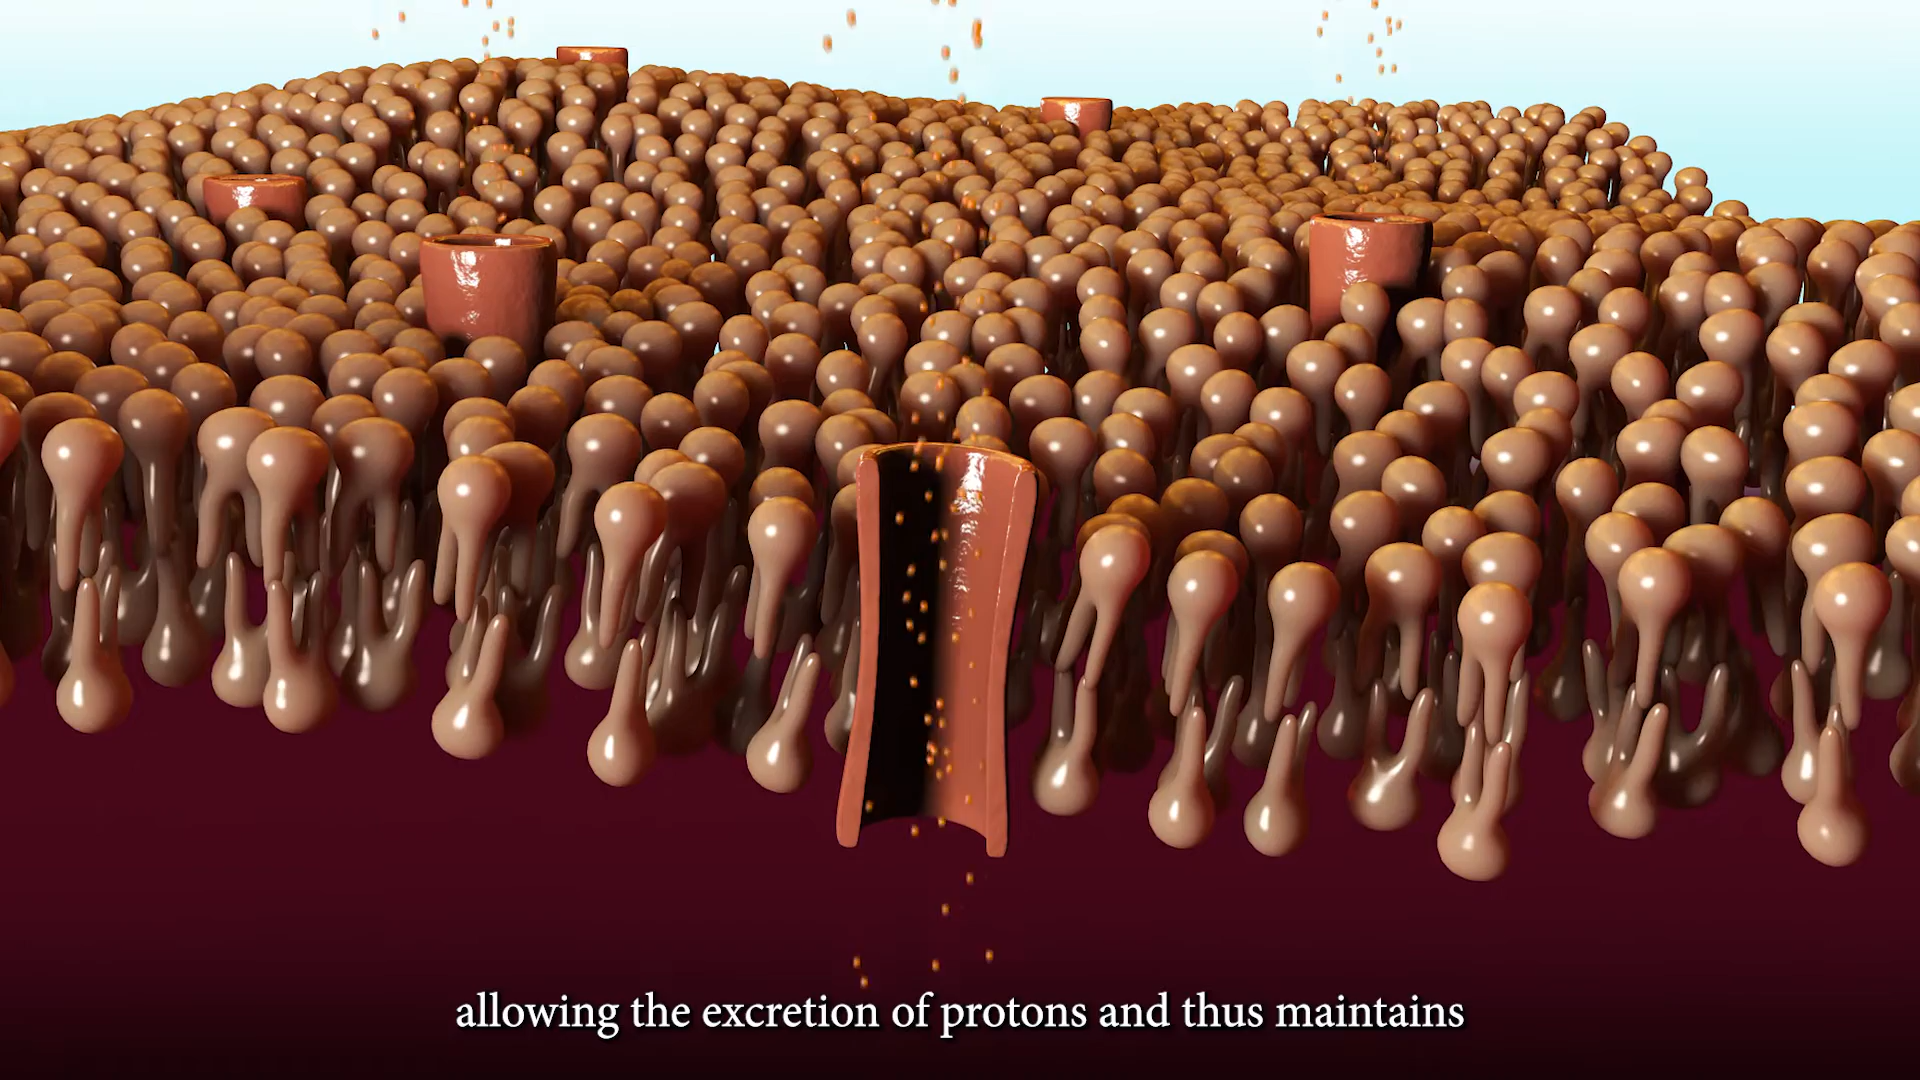 allowing the excretion of protons and thus maintains